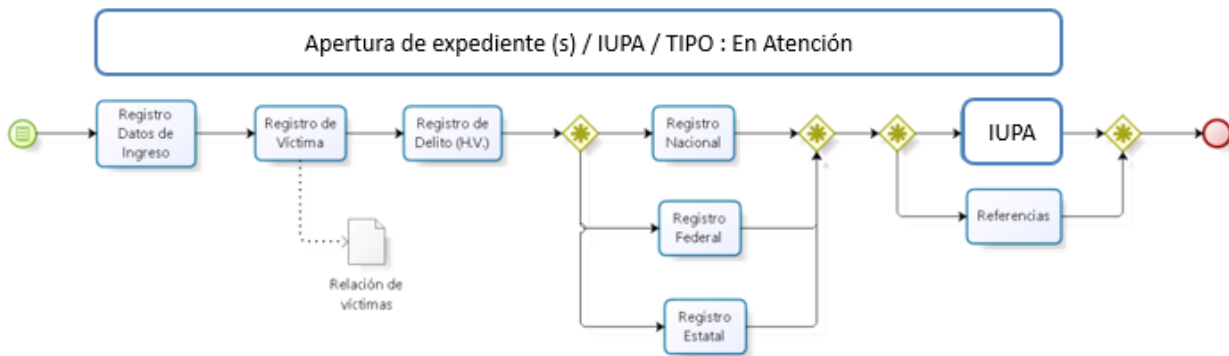 Apertura de expediente (s) / IUPA / TIPO : En Atención
Registro
Datos de
Ingreso
Registro de
Víctima
Registro de
Delito (H.V.)
Registro
Nacional
IUPA
Registro
Federal
Referencias
Relación de
víctimas
Registro
Estatal